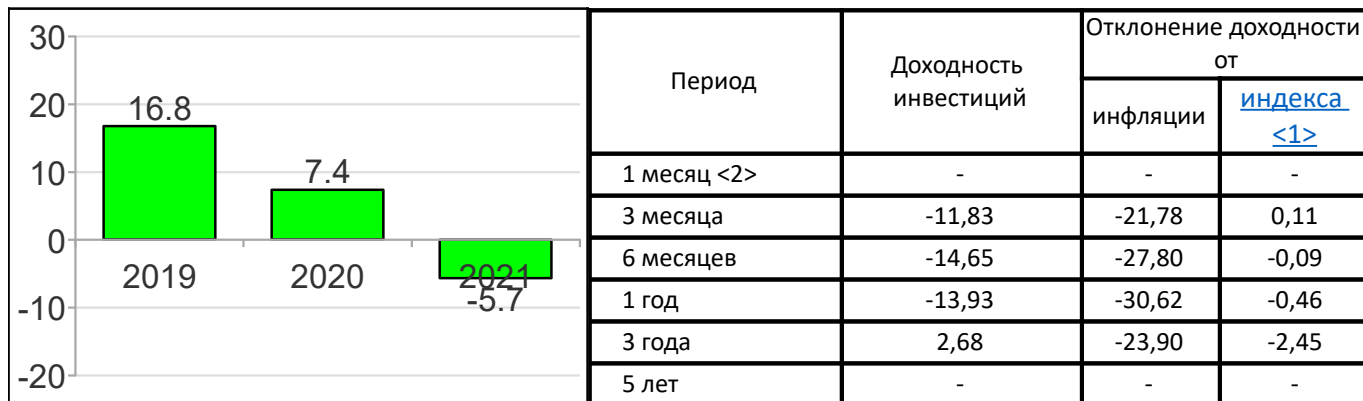 30
20
10
0
-10
-20
16.8
7.4
-5.7
2019
2020
2021
Период
Доходность
инвестиций
Отклонение доходности
от
инфляции
индекса
<1>
1 месяц <2> - - -
3 месяца -11,83 -21,78 0,11
6 месяцев -14,65 -27,80 -0,09
1 год -13,93 -30,62 -0,46
3 года 2,68 -23,90 -2,45
5 лет - - -